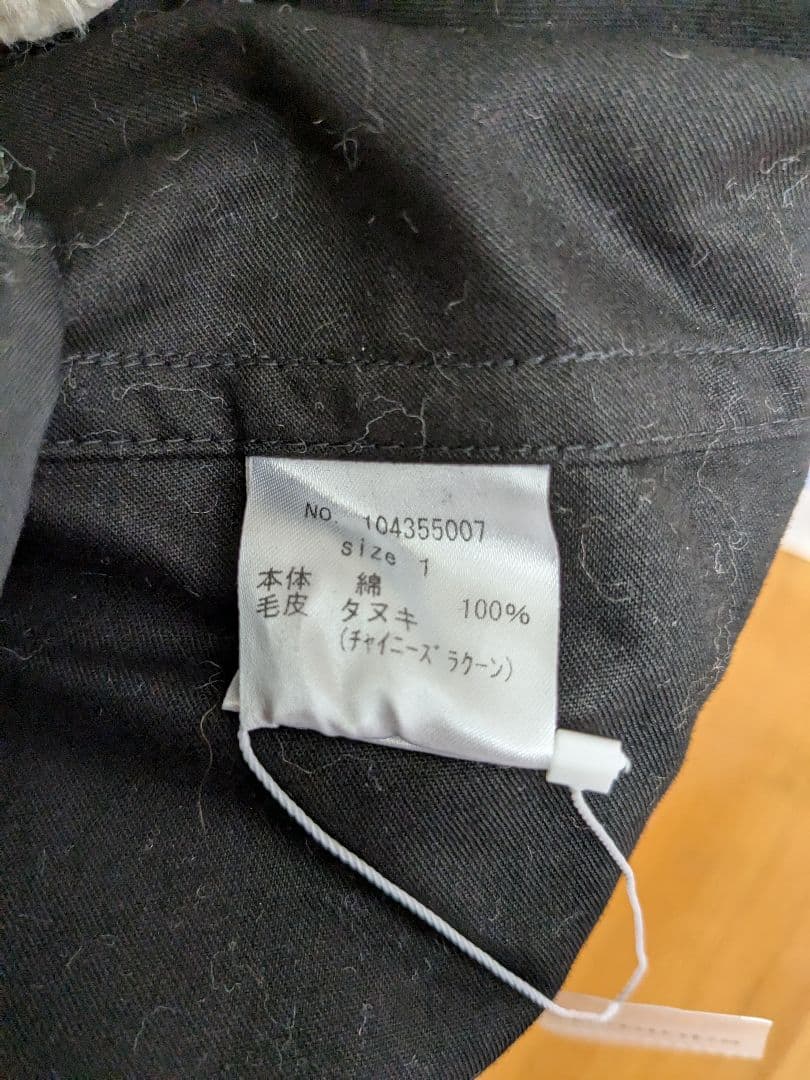 No. 104355007
size 1
本体 綿 100%
毛皮 タヌキ
(チャイニーズラクーン)